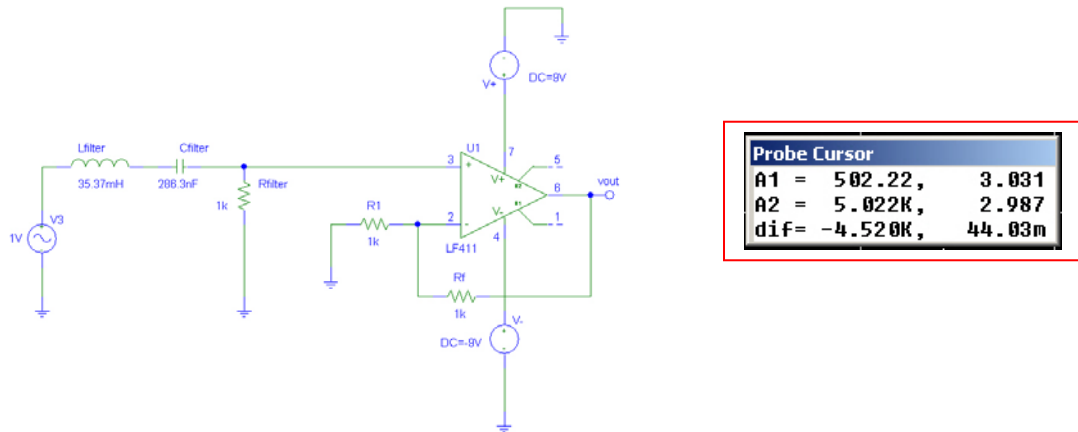 V+
DC=9V
Lfilter
35.37mH
Cfilter
286.3nF
Rfilter
1k
V3
1V
U1
3
+
2
-
7
V+
V-
4
5
6
1
LF411
vout
R1
1k
Rf
1k
V-
DC=-9V
Probe Cursor
A1 = 502.22, 3.031
A2 = 5.022K, 2.987
dif= -4.520K, 44.03m